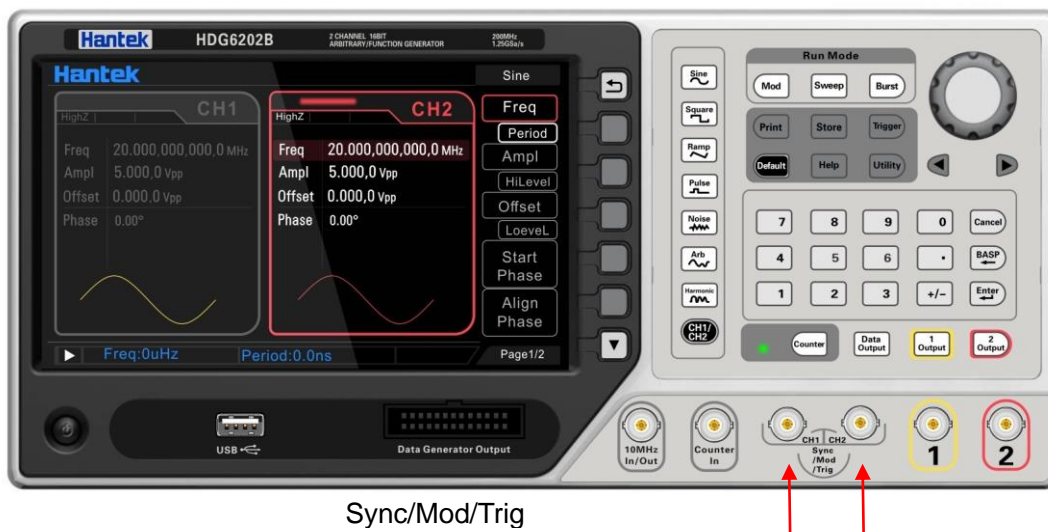 Hantek HDG6202B 2 CHANNEL 16BIT ARBITRARY/FUNCTION GENERATOR 200MHz 1.25GSa/s
Hantek
Sine
CH1
HighZ
Freq 20.000,000,000,0 MHz
Ampl 5.000,0 Vpp
Offset 0.000,0 Vpp
Phase 0.00°
CH2
HighZ
Freq 20.000,000,000,0 MHz
Ampl 5.000,0 Vpp
Offset 0.000,0 Vpp
Phase 0.00°
Freq
Period
Ampl
HiLevel
Offset
LoeveL
Start
Phase
Align
Phase
Page1/2
Freq:0uHz Period:0.0ns
Sine
Square
Ramp
Pulse
Noise
Arb
Harmonic
CH1/
CH2
Run Mode
Mod Sweep Burst
Print Store Trigger
Default Help Utility
7 8 9 0 Cancel
4 5 6 . BASP
1 2 3 +/- Enter
Counter
Data
Output
1
Output
2
Output
USB
Data Generator Output
10MHz
In/Out
Counter
In
CH1 CH2
Sync
/Mod
/Trig
1
2
Sync/Mod/Trig